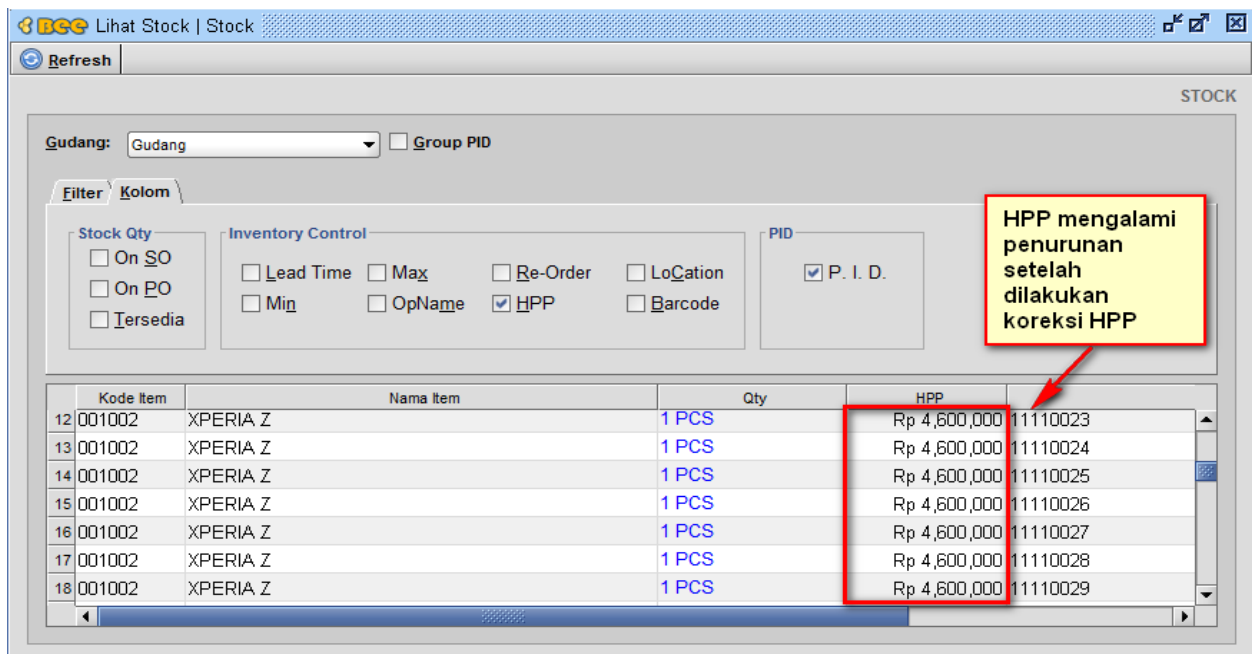 Bee Lihat Stock | Stock
Refresh
STOCK
Gudang: Gudang Group PID
Filter Kolom
Stock Qty
On SO
On PO
Tersedia
Inventory Control
Lead Time Max Re-Order LoCation
Min OpName HPP Barcode
PID
P. I. D.
HPP mengalami
penurunan
setelah
dilakukan
koreksi HPP
Kode Item Nama Item Qty HPP
12 001002 XPERIA Z 1 PCS Rp 4,600,000 11110023
13 001002 XPERIA Z 1 PCS Rp 4,600,000 11110024
14 001002 XPERIA Z 1 PCS Rp 4,600,000 11110025
15 001002 XPERIA Z 1 PCS Rp 4,600,000 11110026
16 001002 XPERIA Z 1 PCS Rp 4,600,000 11110027
17 001002 XPERIA Z 1 PCS Rp 4,600,000 11110028
18 001002 XPERIA Z 1 PCS Rp 4,600,000 11110029